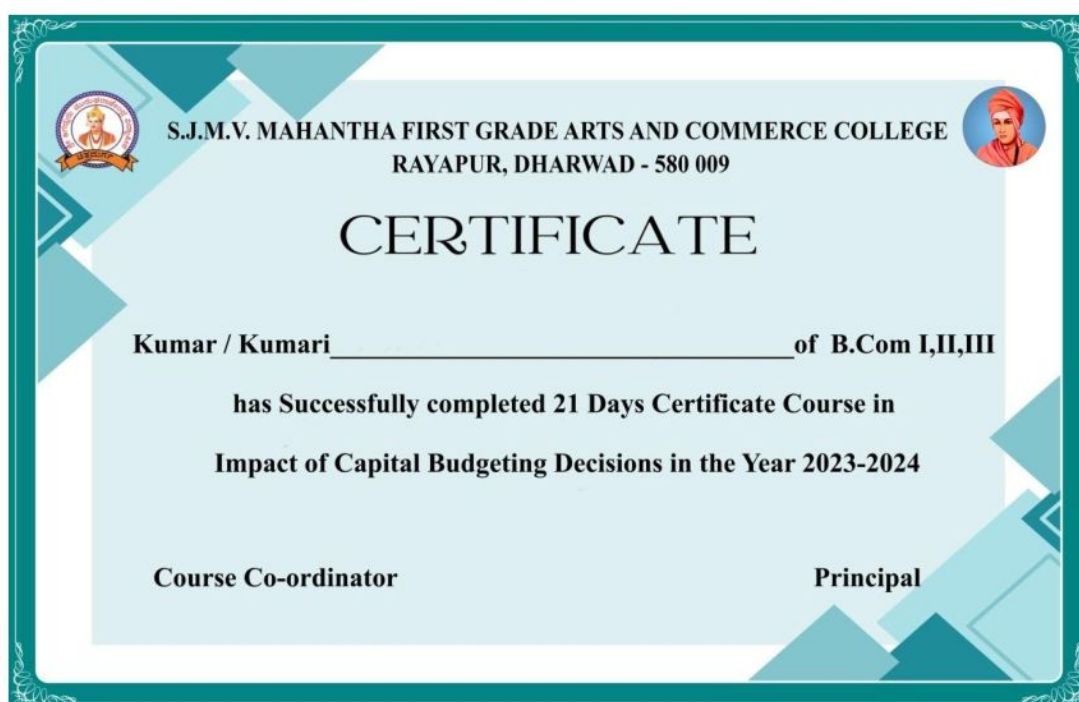 S.J.M.V. MAHANTHA FIRST GRADE ARTS AND COMMERCE COLLEGE
RAYAPUR, DHARWAD - 580 009
CERTIFICATE
Kumar / Kumari_________________________________of B.Com I,II,III
has Successfully completed 21 Days Certificate Course in
Impact of Capital Budgeting Decisions in the Year 2023-2024
Course Co-ordinator Principal